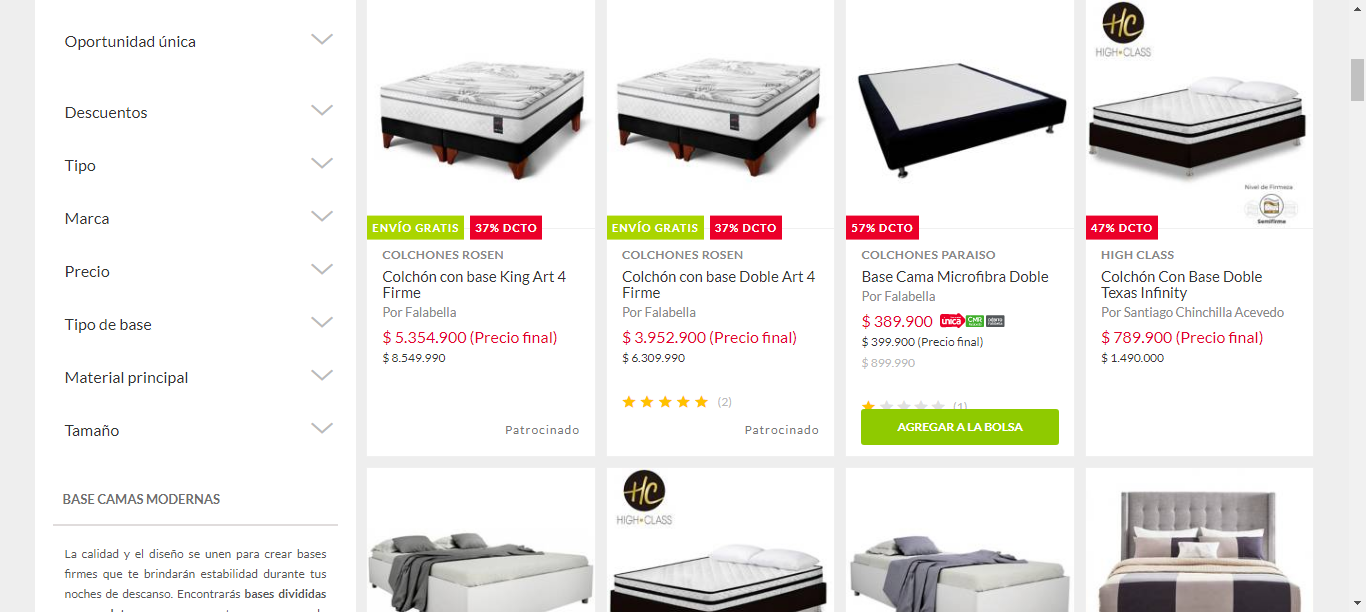 Oportunidad única
Descuentos
Tipo
Marca
Precio
Tipo de base
Material principal
Tamaño
BASE CAMAS MODERNAS
La calidad y el diseño se unen para crear bases
firmes que te brindarán estabilidad durante tus
noches de descanso. Encontrarás bases divididas
ENVÍO GRATIS 37% DCTO
COLCHONES ROSEN
Colchón con base King Art 4
Firme
Por Falabella
$ 5.354.900 (Precio final)
$ 8.549.990
Patrocinado
ENVÍO GRATIS 37% DCTO
COLCHONES ROSEN
Colchón con base Doble Art 4
Firme
Por Falabella
$ 3.952.900 (Precio final)
$ 6.309.990
(2)
Patrocinado
57% DCTO
COLCHONES PARAISO
Base Cama Microfibra Doble
Por Falabella
$ 389.900 única CMR
$ 399.900 (Precio final)
$ 899.990
(1)
AGREGAR A LA BOLSA
HC
HIGH CLASS
Nivel de Firmeza
Semifirme
47% DCTO
HIGH CLASS
Colchón Con Base Doble
Texas Infinity
Por Santiago Chinchilla Acevedo
$ 789.900 (Precio final)
$ 1.490.000
HC
HIGH CLASS